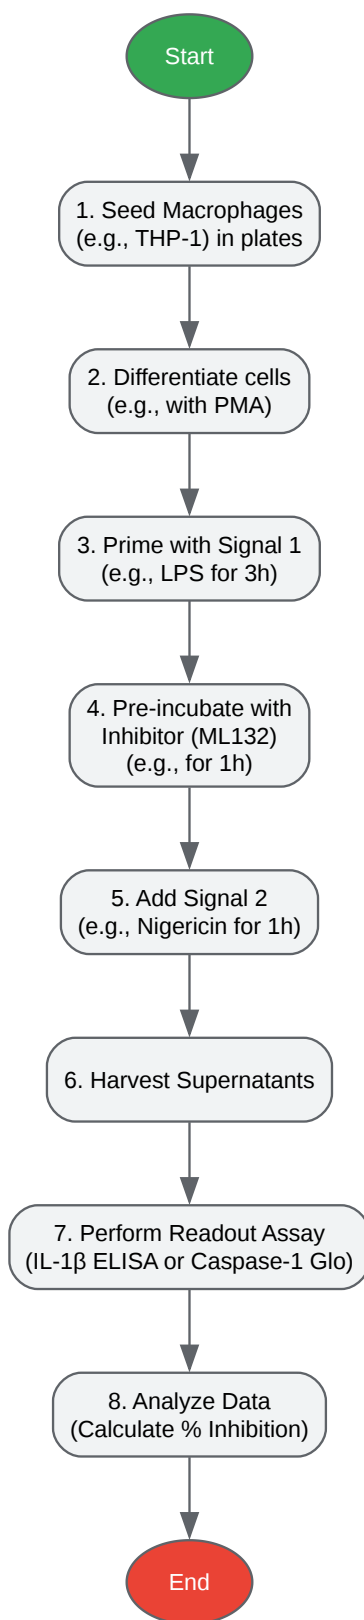 Start
1. Seed Macrophages
(e.g., THP-1) in plates
2. Differentiate cells
(e.g., with PMA)
3. Prime with Signal 1
(e.g., LPS for 3h)
4. Pre-incubate with
Inhibitor (ML132)
(e.g., for 1h)
5. Add Signal 2
(e.g., Nigericin for 1h)
6. Harvest Supernatants
7. Perform Readout Assay
(IL-1β ELISA or Caspase-1 Glo)
8. Analyze Data
(Calculate % Inhibition)
End